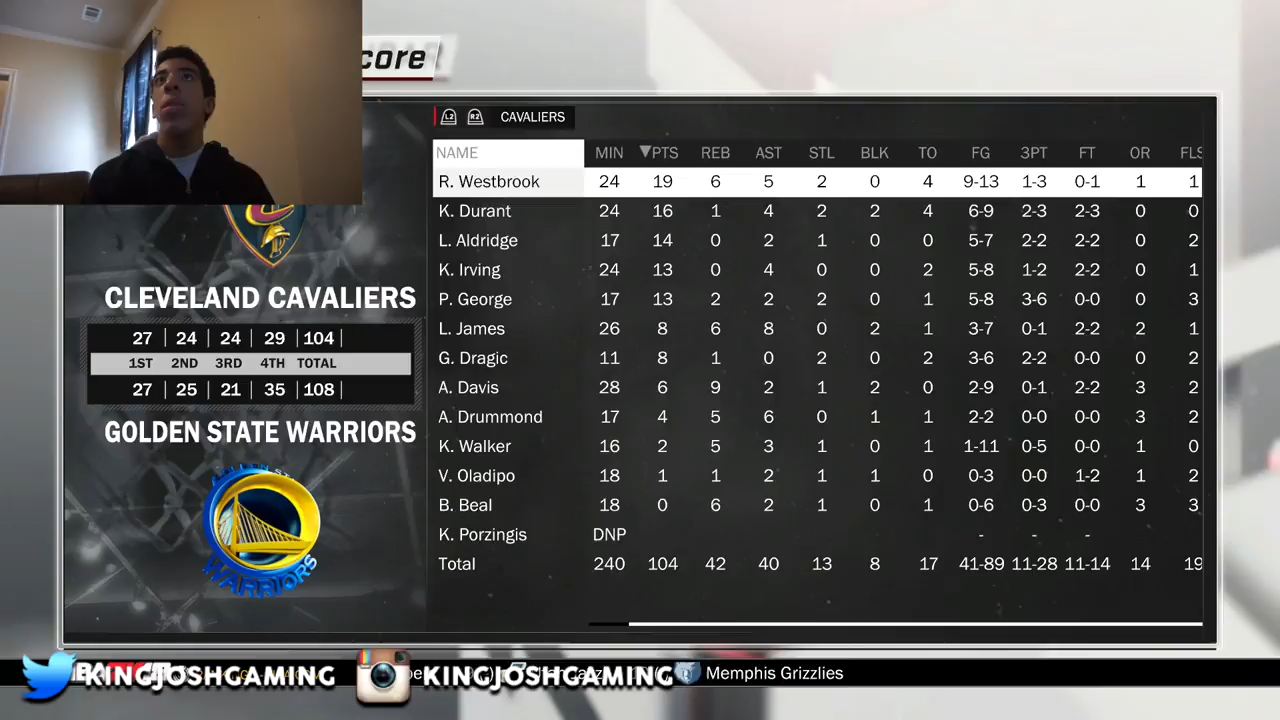 core
L2 R2 CAVALIERS
NAME MIN PTS REB AST STL BLK TO FG 3PT FT OR FLS
R. Westbrook 24 19 6 5 2 0 4 9-13 1-3 0-1 1 1
K. Durant 24 16 1 4 2 2 4 6-9 2-3 2-3 0 0
L. Aldridge 17 14 0 2 1 0 0 5-7 2-2 2-2 0 2
K. Irving 24 13 0 4 0 0 2 5-8 1-2 2-2 0 1
P. George 17 13 2 2 2 0 1 5-8 3-6 0-0 0 3
L. James 26 8 6 8 0 2 1 3-7 0-1 2-2 2 1
G. Dragic 11 8 1 0 2 0 2 3-6 2-2 0-0 0 2
A. Davis 28 6 9 2 1 2 0 2-9 0-1 2-2 3 2
A. Drummond 17 4 5 6 0 1 1 2-2 0-0 0-0 3 2
K. Walker 16 2 5 3 1 0 1 1-11 0-5 0-0 1 0
V. Oladipo 18 1 1 2 1 1 0 0-3 0-0 1-2 1 2
B. Beal 18 0 6 2 1 0 1 0-6 0-3 0-0 3 3
K. Porzingis DNP - - -
Total 240 104 42 40 13 8 17 41-89 11-28 11-14 14 19
CLEVELAND CAVALIERS
27 24 24 29 104
1ST 2ND 3RD 4TH TOTAL
27 25 21 35 108
GOLDEN STATE WARRIORS
WARRIORS
KINGJOSHGAMING KINGJOSHGAMING Memphis Grizzlies